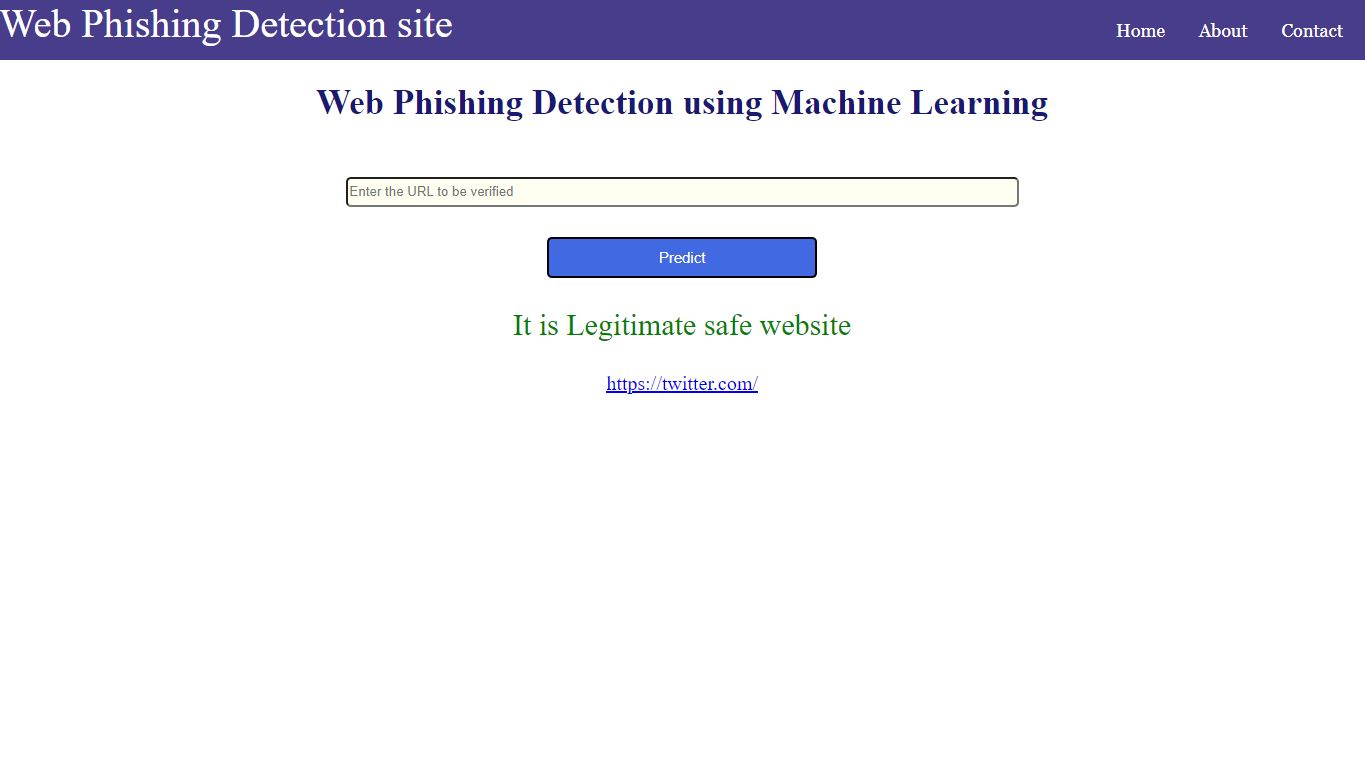 Web Phishing Detection site
Home About Contact
Web Phishing Detection using Machine Learning
Enter the URL to be verified
Predict
It is Legitimate safe website
https://twitter.com/